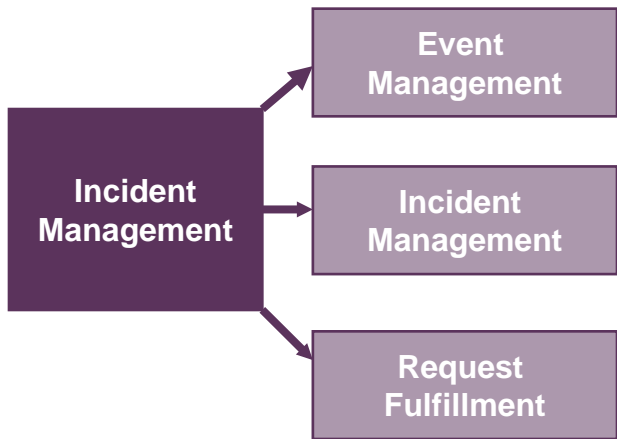 Incident
Management
Event
Management
Incident
Management
Request
Fulfillment